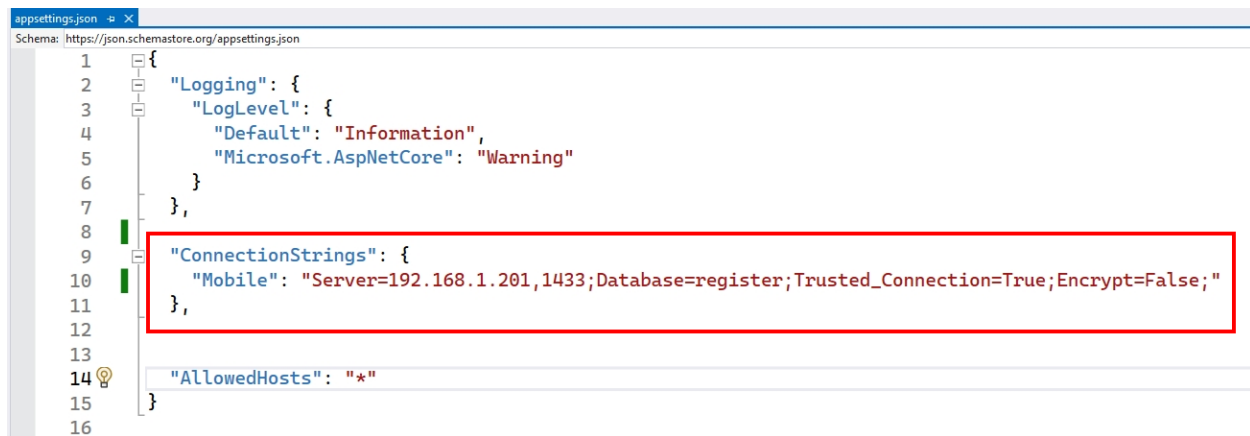 appsettings.json
Schema: https://json.schemastore.org/appsettings.json
1 {
2 "Logging": {
3 "LogLevel": {
4 "Default": "Information",
5 "Microsoft.AspNetCore": "Warning"
6 }
7 },
8
9 "ConnectionStrings": {
10 "Mobile": "Server=192.168.1.201,1433;Database=register;Trusted_Connection=True;Encrypt=False;"
11 },
12
13
14 "AllowedHosts": "*"
15 }
16